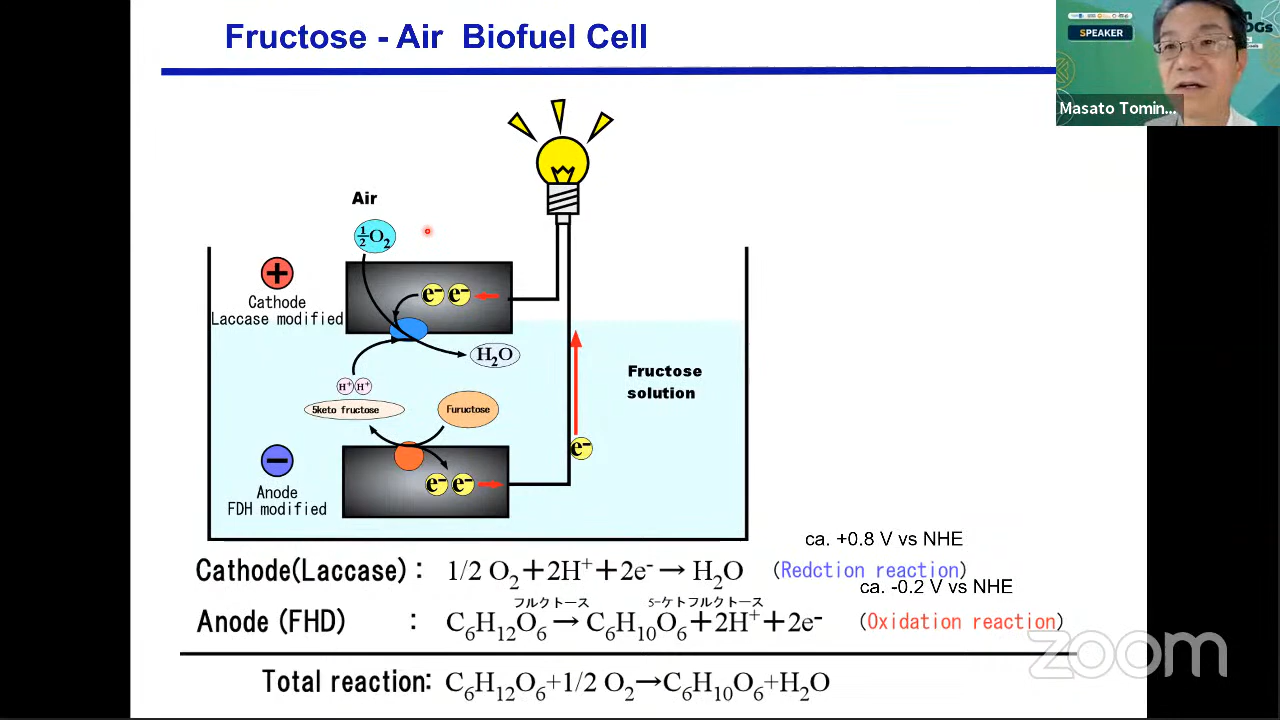 Fructose - Air Biofuel Cell
SPEAKER
DGs
Masato Tomin...
Air
½O₂
+
Cathode
Laccase modified
e⁻ e⁻
H₂O
H⁺ H⁺
5keto fructose
Fuructose
Fructose
solution
e⁻
−
Anode
FDH modified
e⁻ e⁻
ca. +0.8 V vs NHE
Cathode(Laccase) : 1/2 O₂+2H⁺+2e⁻→H₂O (Redction reaction)
ca. -0.2 V vs NHE
フルクトース 5-ケトフルクトース
Anode (FHD) : C₆H₁₂O₆→C₆H₁₀O₆+2H⁺+2e⁻ (Oxidation reaction)
zoom
Total reaction: C₆H₁₂O₆+1/2 O₂→C₆H₁₀O₆+H₂O